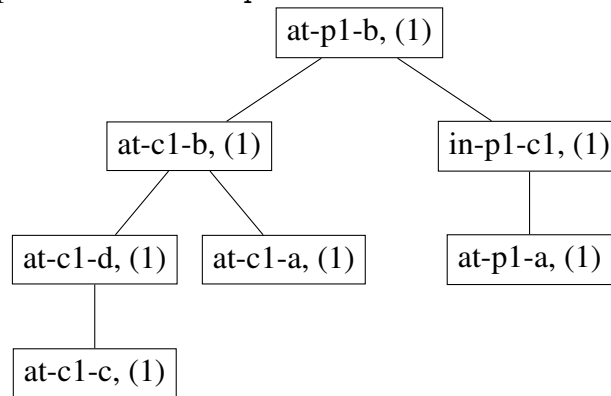 at-p1-b, (1)
at-c1-b, (1)
in-p1-c1, (1)
at-c1-d, (1)
at-c1-a, (1)
at-p1-a, (1)
at-c1-c, (1)